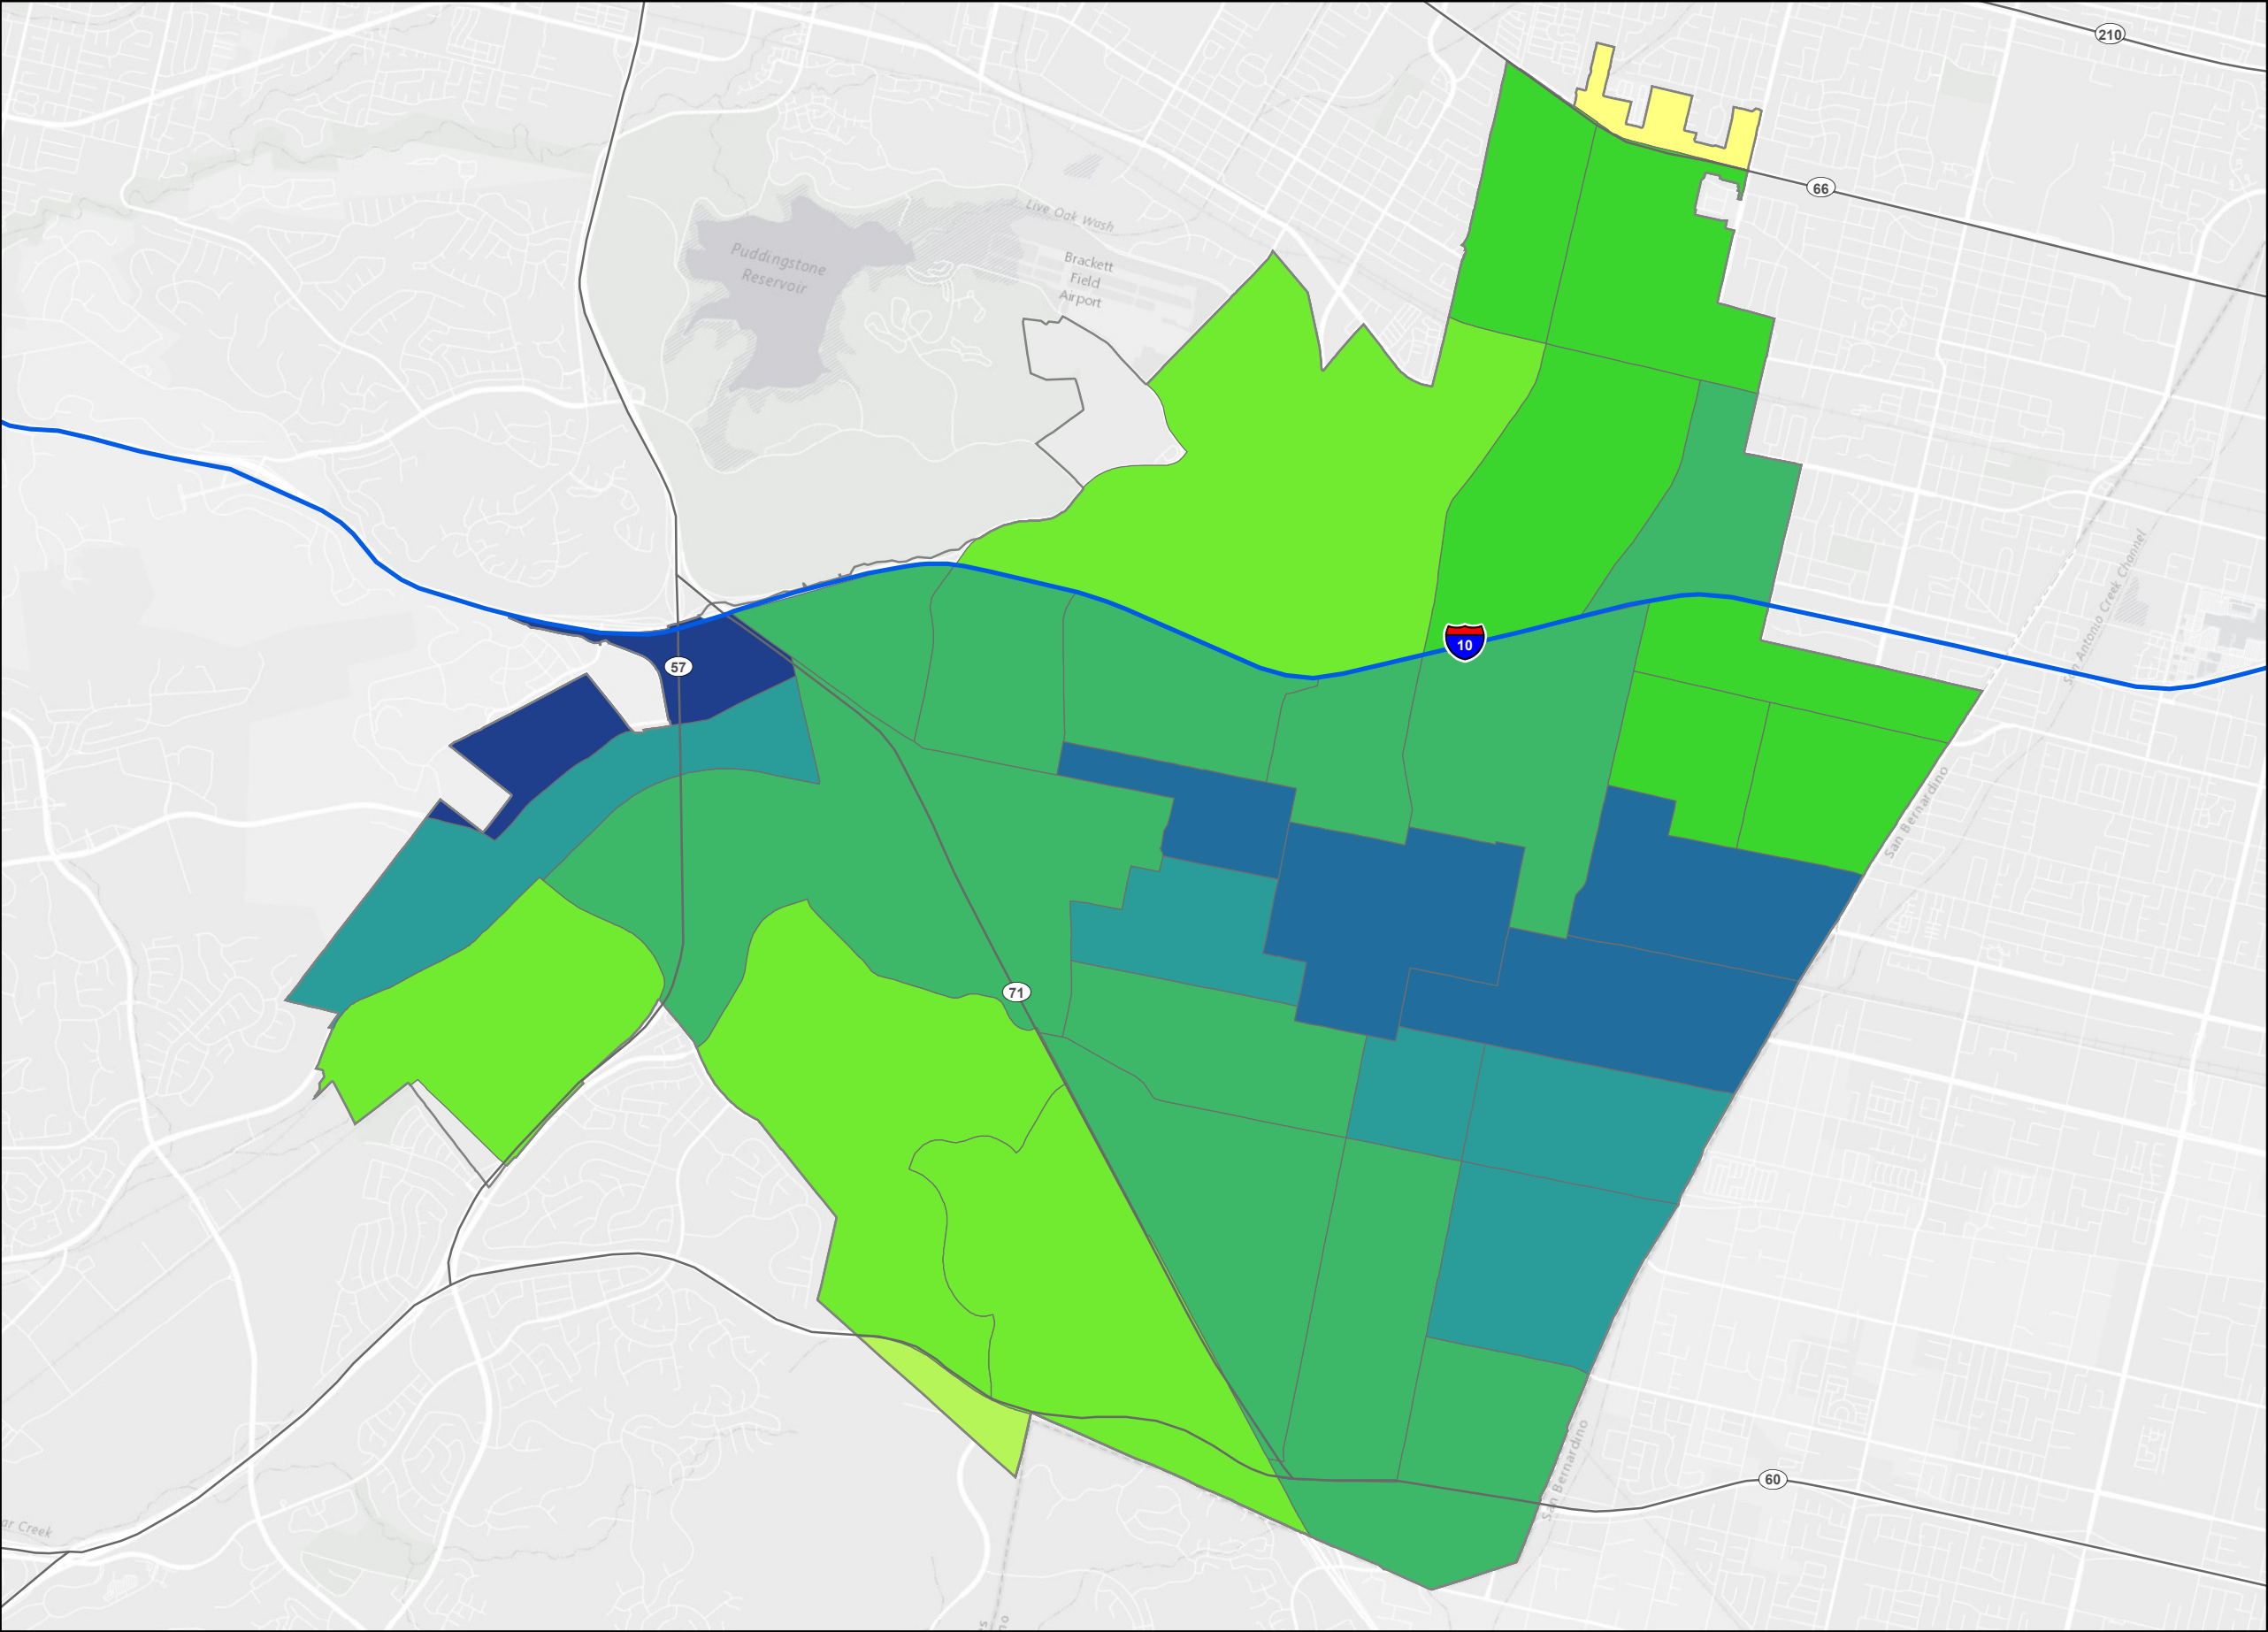 210
66
Live Oak Wash
Puddingstone
Reservoir
Brackett
Field
Airport
San Antonio Creek Channel
10
57
San Bernardino
71
San Bernardino
60
ar Creek